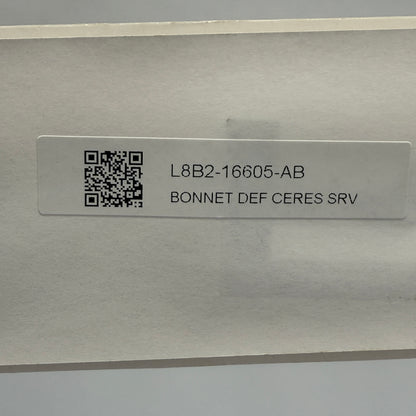 L8B2-16605-AB
BONNET DEF CERES SRV